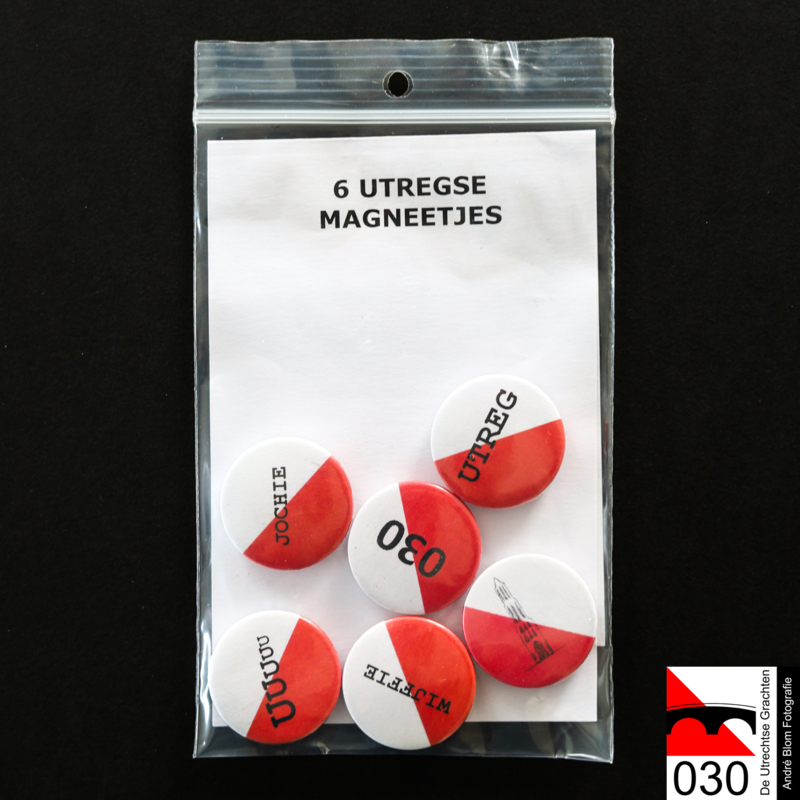 6 UTREGSE
MAGNEETJES
UTREG
JOCHIE
030
UUUUUU
WIJFFIE
030
De Utrechtse Grachten
André Blom Fotografie